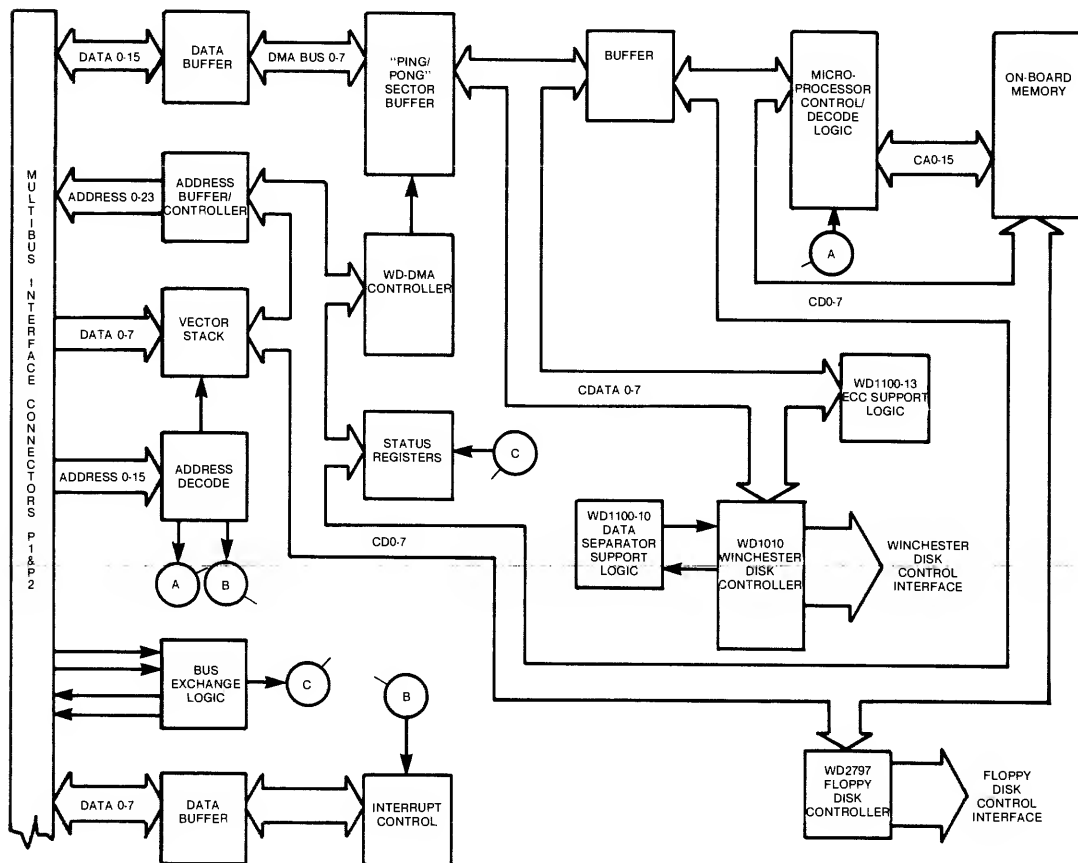 MULTIBUS INTERFACE CONNECTORS P1&P2
DATA 0-15
DATA
BUFFER
DMA BUS 0-7
"PING/
PONG"
SECTOR
BUFFER
BUFFER
MICRO-
PROCESSOR
CONTROL/
DECODE
LOGIC
ON-BOARD
MEMORY
CA0-15
A
ADDRESS 0-23
ADDRESS
BUFFER/
CONTROLLER
WD-DMA
CONTROLLER
CD0-7
DATA 0-7
VECTOR
STACK
CDATA 0-7
WD1100-13
ECC SUPPORT
LOGIC
ADDRESS 0-15
ADDRESS
DECODE
STATUS
REGISTERS
C
A
B
CD0-7
WD1100-10
DATA
SEPARATOR
SUPPORT
LOGIC
WD1010
WINCHESTER
DISK
CONTROLLER
WINCHESTER
DISK
CONTROL
INTERFACE
BUS
EXCHANGE
LOGIC
C
B
DATA 0-7
DATA
BUFFER
INTERRUPT
CONTROL
WD2797
FLOPPY
DISK
CONTROLLER
FLOPPY
DISK
CONTROL
INTERFACE